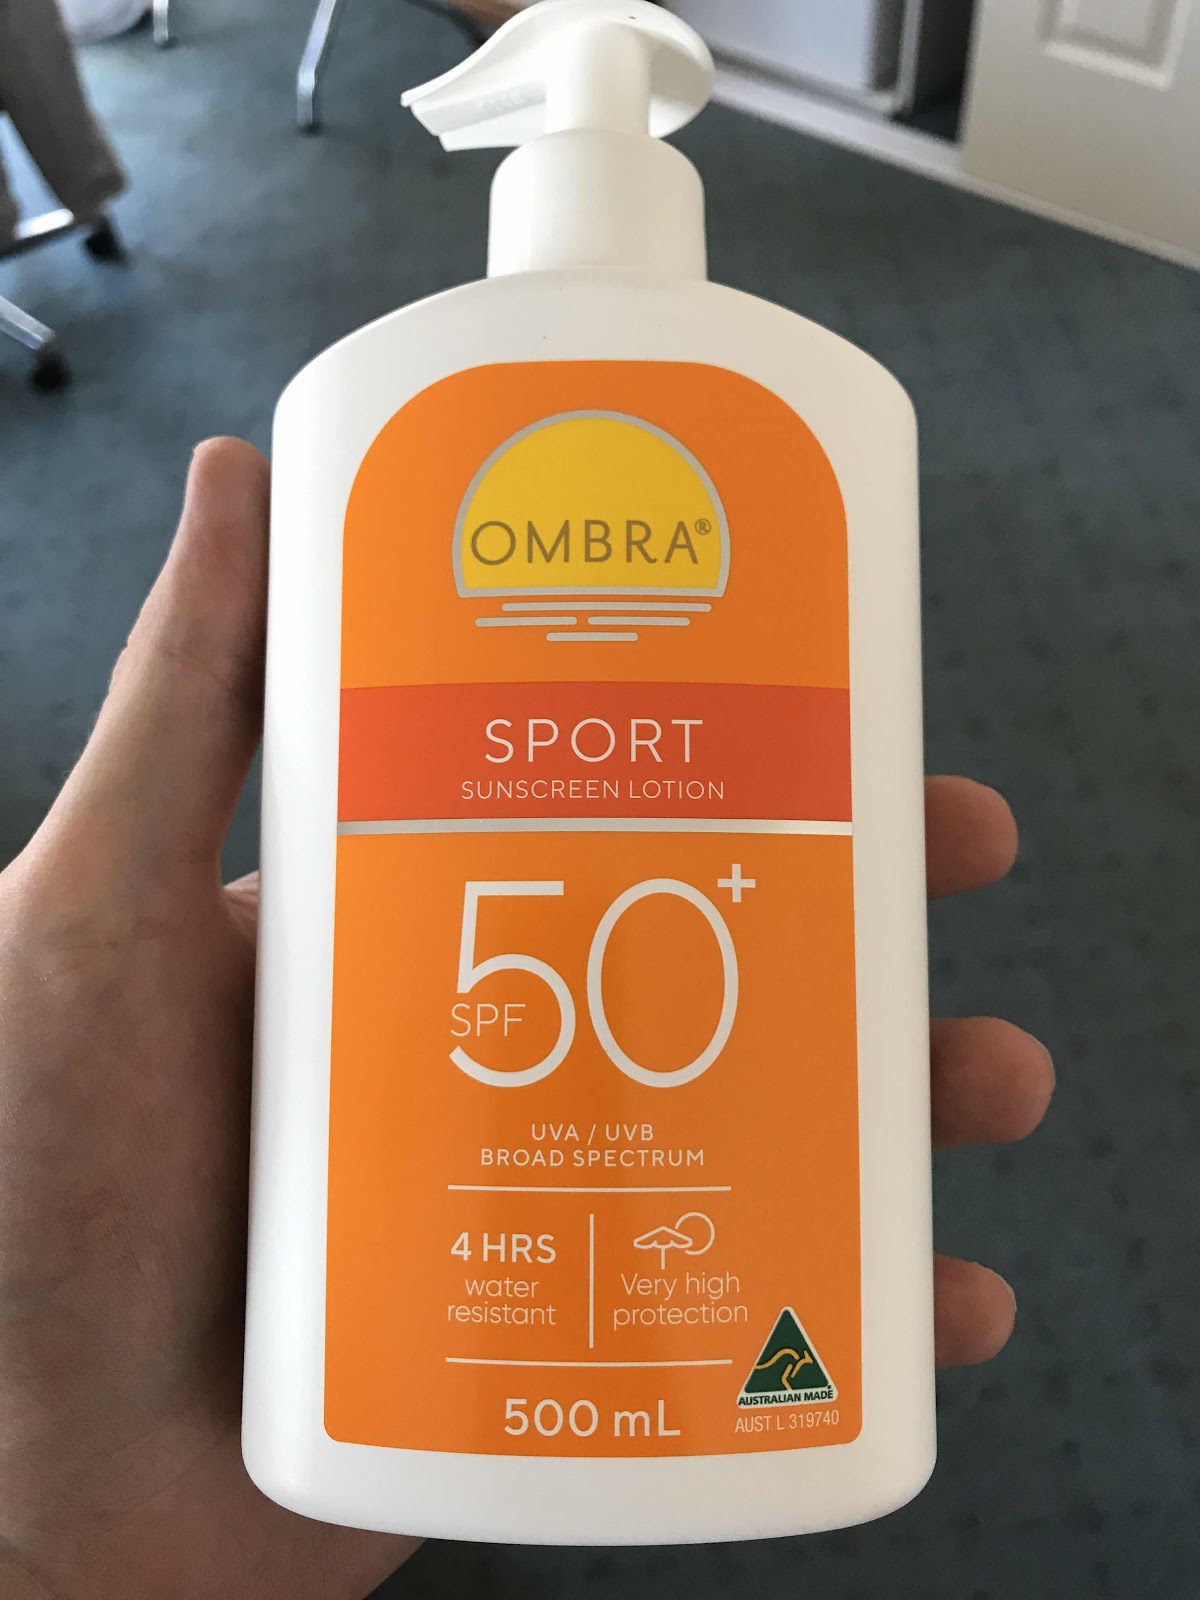 OMBRA®
SPORT
SUNSCREEN LOTION
SPF 50+
UVA / UVB
BROAD SPECTRUM
4 HRS
water
resistant
Very high
protection
500 mL
AUSTRALIAN MADE
AUST L 319740